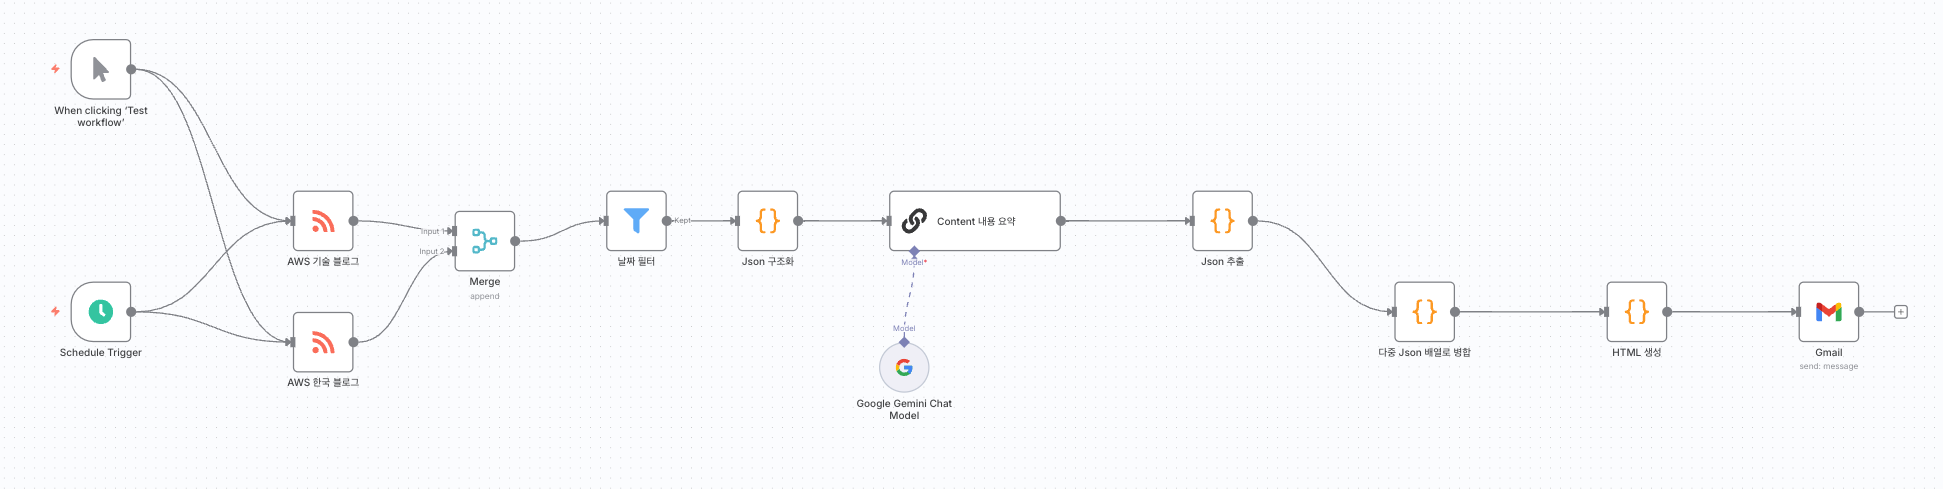 When clicking ‘Test
workflow’
Schedule Trigger
AWS 기술 블로그
AWS 한국 블로그
Input 1
Input 2
Merge
append
날짜 필터
Kept
Json 구조화
Content 내용 요약
Model*
Model
Google Gemini Chat
Model
Json 추출
다중 Json 배열로 병합
HTML 생성
Gmail
send: message